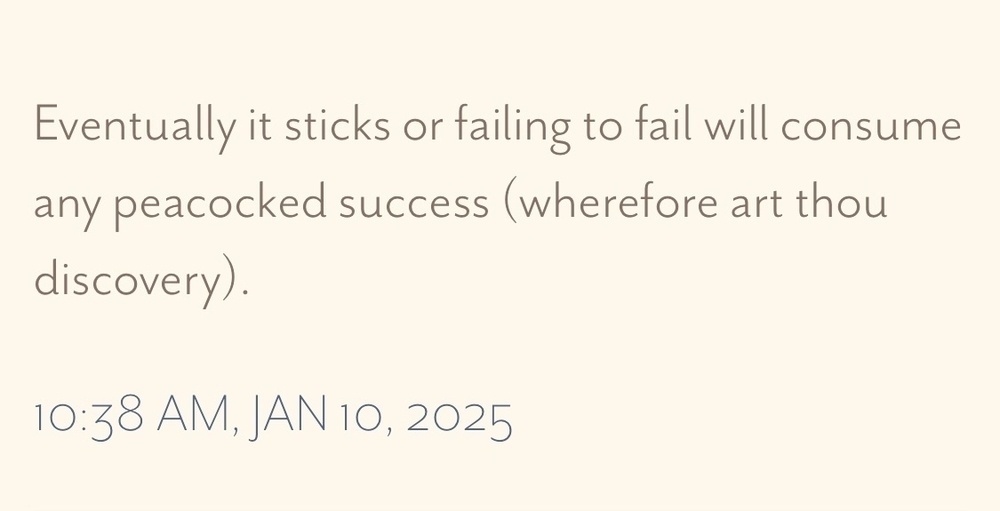 Eventually it sticks or failing to fail will consume
any peacocked success (wherefore art thou
discovery).
10:38 AM, JAN 10, 2025